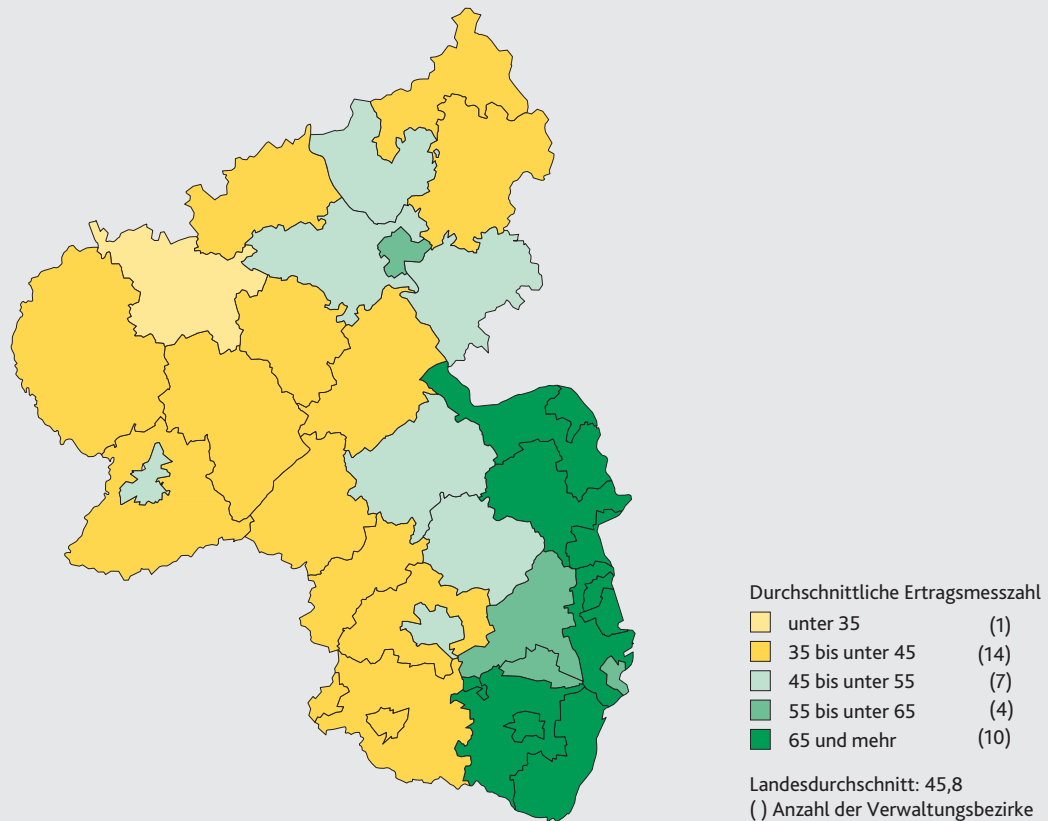 Durchschnittliche Ertragsmesszahl
unter 35 (1)
35 bis unter 45 (14)
45 bis unter 55 (7)
55 bis unter 65 (4)
65 und mehr (10)
Landesdurchschnitt: 45,8
( ) Anzahl der Verwaltungsbezirke